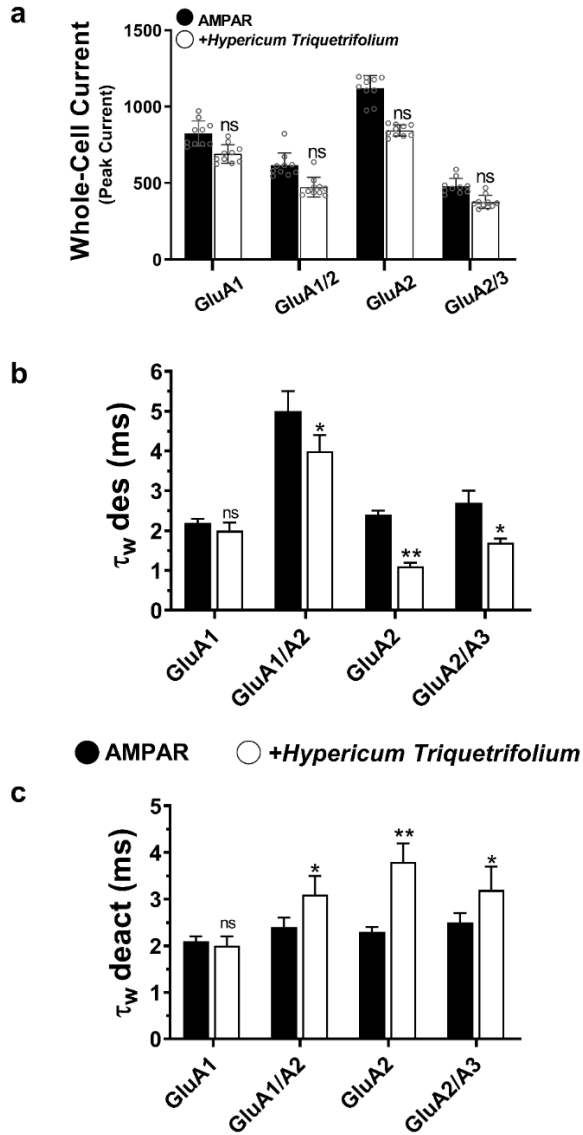 a
AMPAR
+Hypericum Triquetrifolium
Whole-Cell Current
(Peak Current)
1500
1000
500
0
ns
ns
ns
ns
GluA1
GluA1/2
GluA2
GluA2/3
b
τw des (ms)
6
5
4
3
2
1
0
ns
*
**
*
GluA1
GluA1/A2
GluA2
GluA2/A3
AMPAR +Hypericum Triquetrifolium
c
τw deact (ms)
5
4
3
2
1
0
ns
*
**
*
GluA1
GluA1/A2
GluA2
GluA2/A3